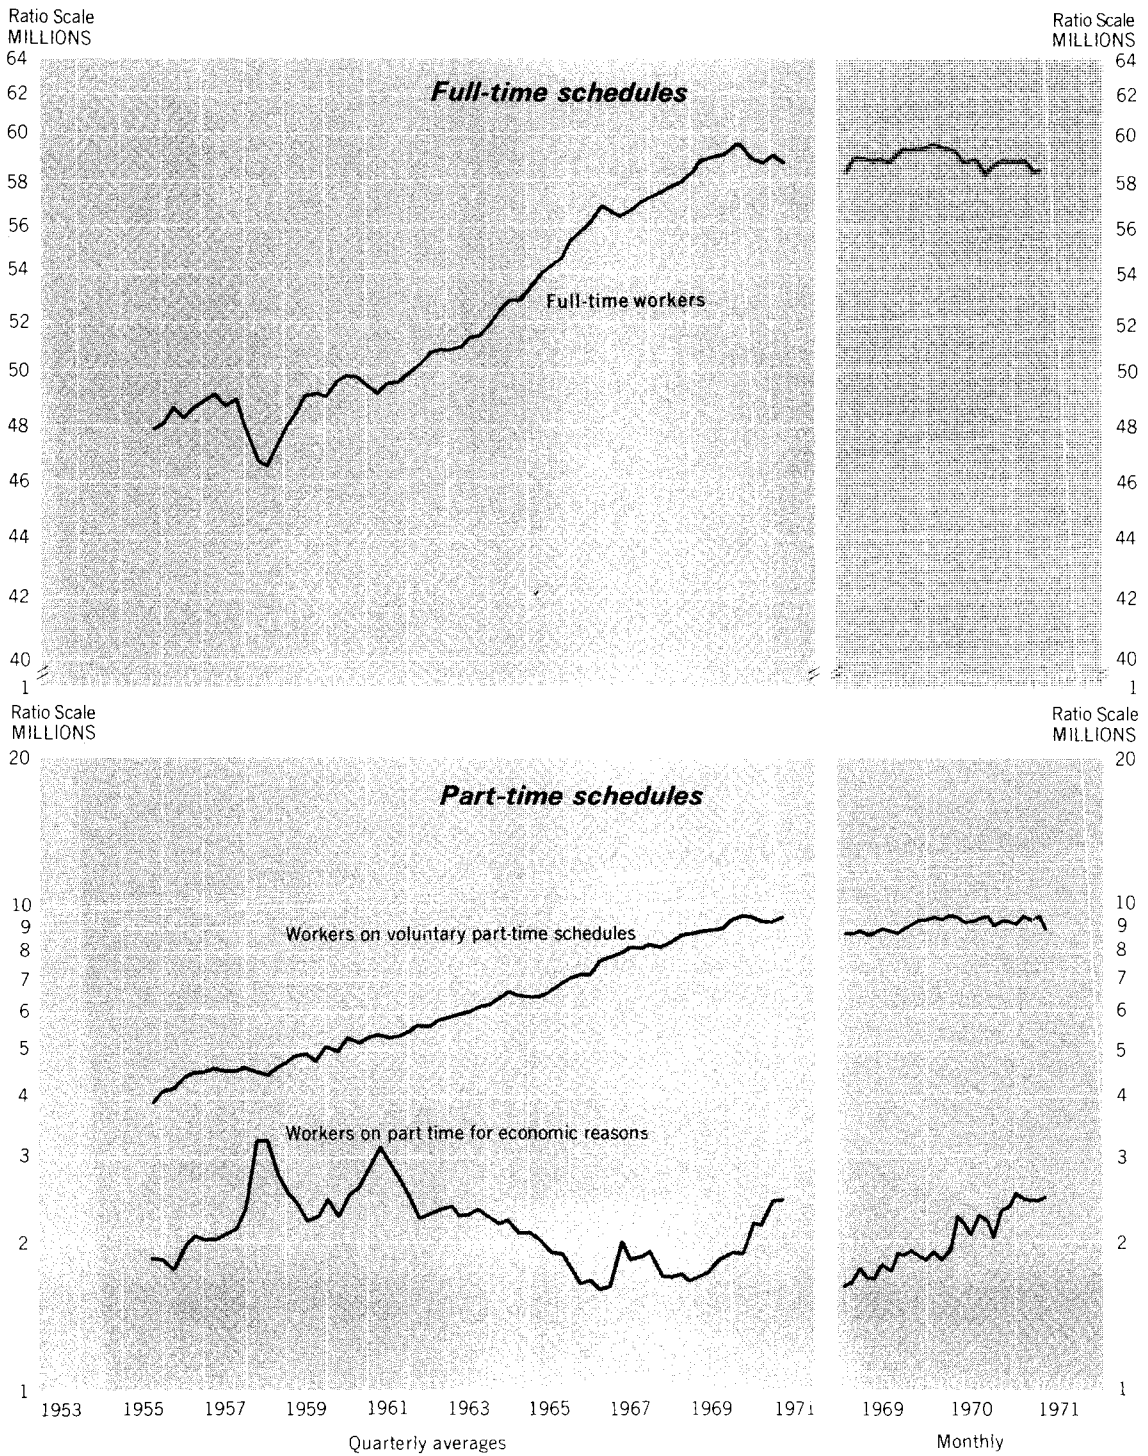 Ratio Scale
MILLIONS
Ratio Scale
MILLIONS
Full-time schedules
64
62
60
58
56
54
52
50
48
46
44
42
40
1
Full-time workers
64
62
60
58
56
54
52
50
48
46
44
42
40
1
Ratio Scale
MILLIONS
Ratio Scale
MILLIONS
Part-time schedules
20
10
9
8
7
6
5
4
3
2
1
Workers on voluntary part-time schedules
Workers on part time for economic reasons
20
10
9
8
7
6
5
4
3
2
1
1953 1955 1957 1959 1961 1963 1965 1967 1969 1971
1969 1970 1971
Quarterly averages
Monthly